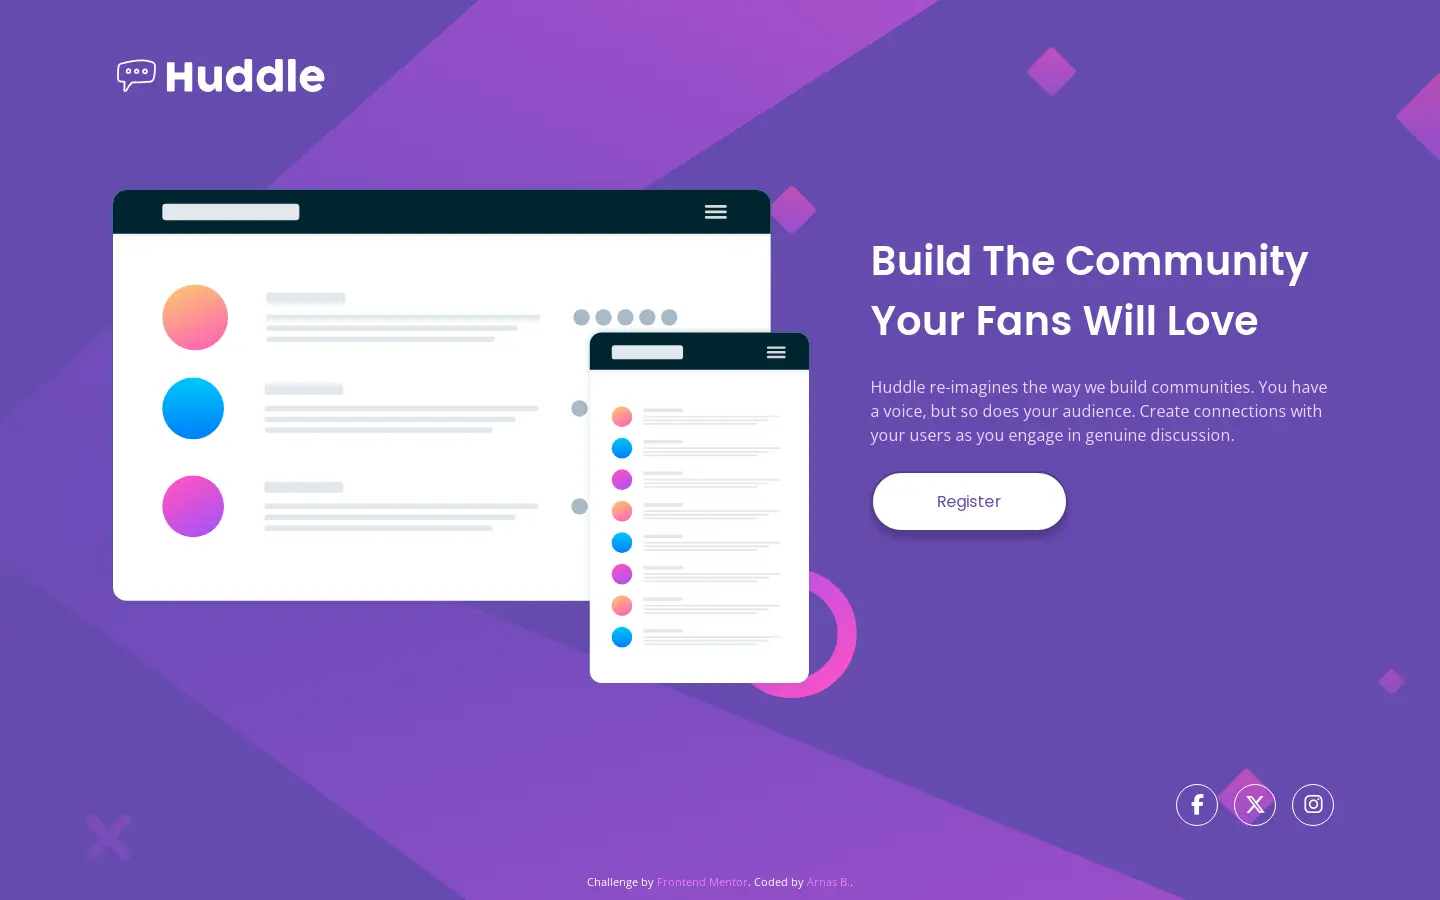 Huddle
Build The Community
Your Fans Will Love
Huddle re-imagines the way we build communities. You have
a voice, but so does your audience. Create connections with
your users as you engage in genuine discussion.
Register
Challenge by Frontend Mentor. Coded by Arnas B..